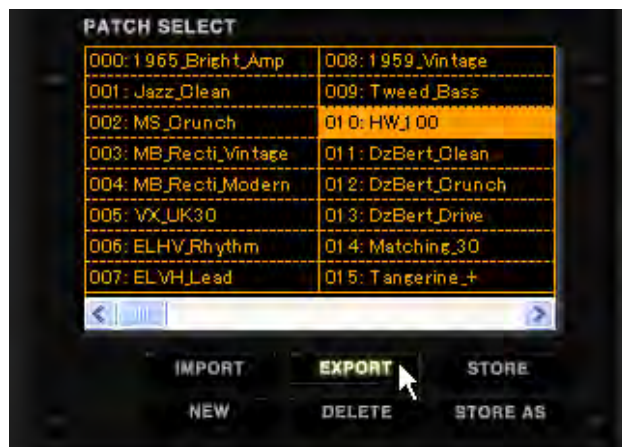 PATCH SELECT
000: 1965_Bright_Amp
001: Jazz_Clean
002: MS_Crunch
003: MB_Recti_Vintage
004: MB_Recti_Modern
005: VX_UK30
006: ELHV_Rhythm
007: ELVH_Lead
008: 1959_Vintage
009: Tweed_Bass
010: HW_100
011: DzBert_Clean
012: DzBert_Crunch
013: DzBert_Drive
014: Matching_30
015: Tangerine_+
IMPORT EXPORT STORE
NEW DELETE STORE AS